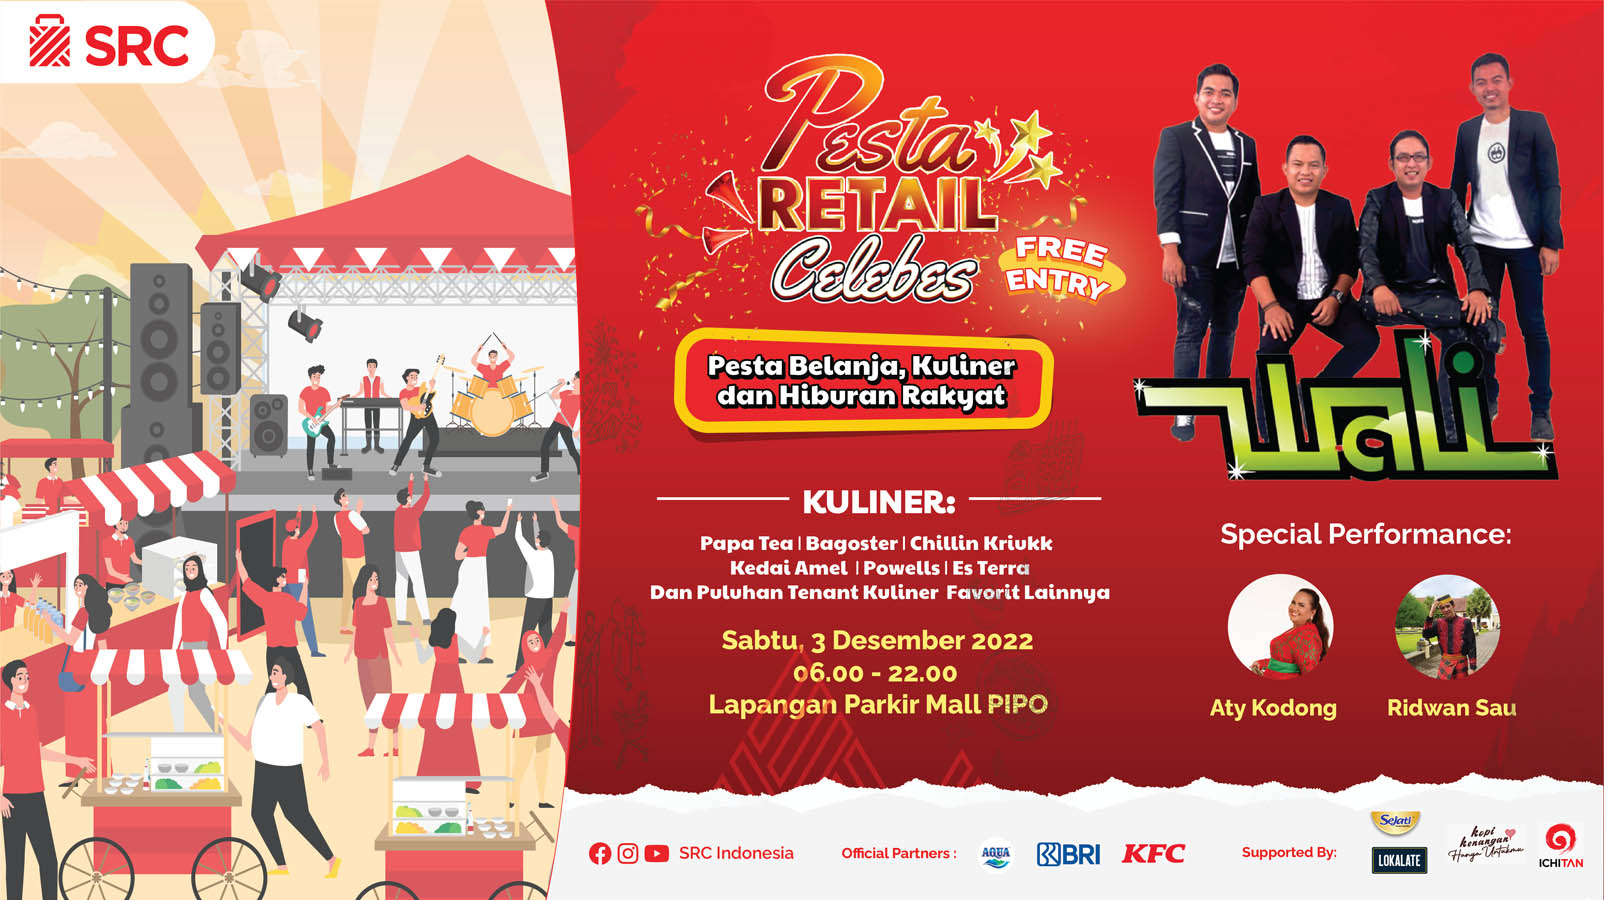 SRC
Pesta
RETAIL
Celebes
FREE
ENTRY
Pesta Belanja, Kuliner
dan Hiburan Rakyat
Wali
KULINER:
Papa Tea | Bagoster | Chillin Kriukk
Kedai Amel | Powells | Es Terra
Dan Puluhan Tenant Kuliner Favorit Lainnya
Sabtu, 3 Desember 2022
06.00 - 22.00
Lapangan Parkir Mall PIPO
Special Performance:
Aty Kodong
Ridwan Sau
SRC Indonesia
Official Partners :
AQUA
BRI
KFC
Supported By:
Sejati
LOKALATE
kopi
kenangan
Hanya Untukmu
ICHITAN